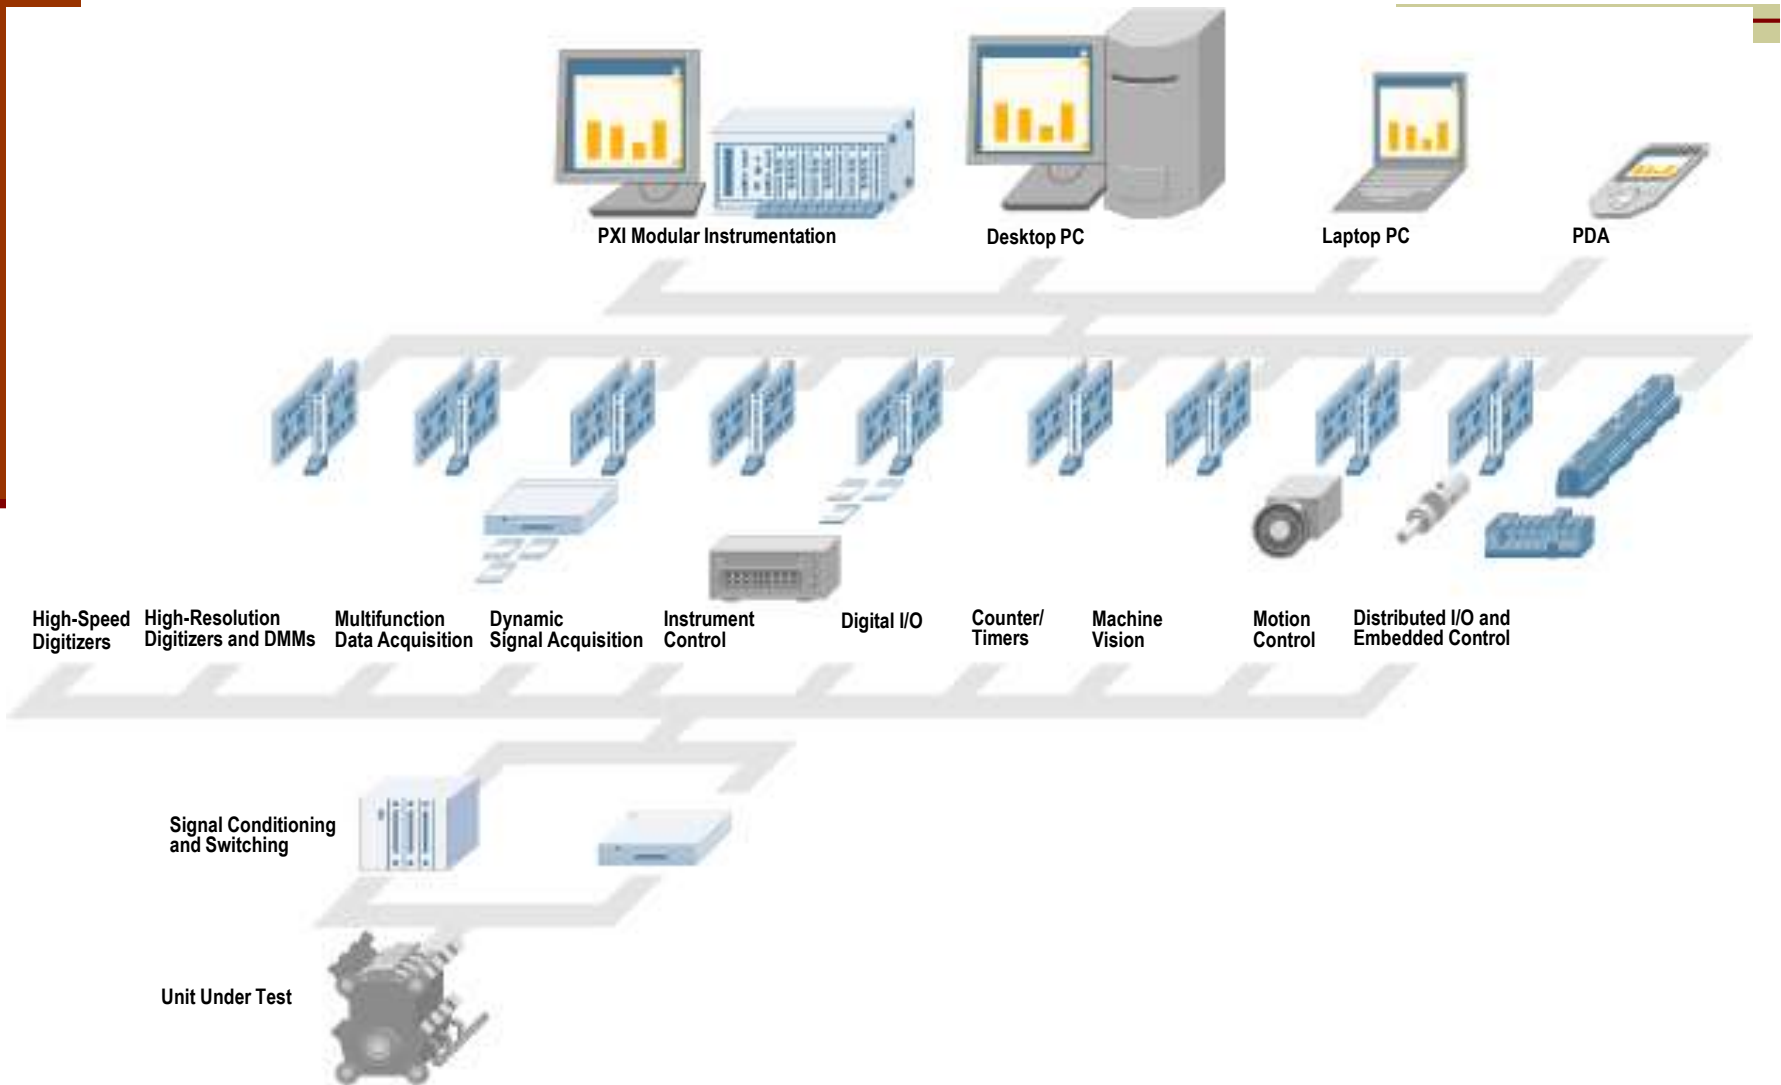 PXI Modular Instrumentation
Desktop PC
Laptop PC
PDA
High-Speed
Digitizers
High-Resolution
Digitizers and DMMs
Multifunction
Data Acquisition
Dynamic
Signal Acquisition
Instrument
Control
Digital I/O
Counter/
Timers
Machine
Vision
Motion
Control
Distributed I/O and
Embedded Control
Signal Conditioning
and Switching
Unit Under Test